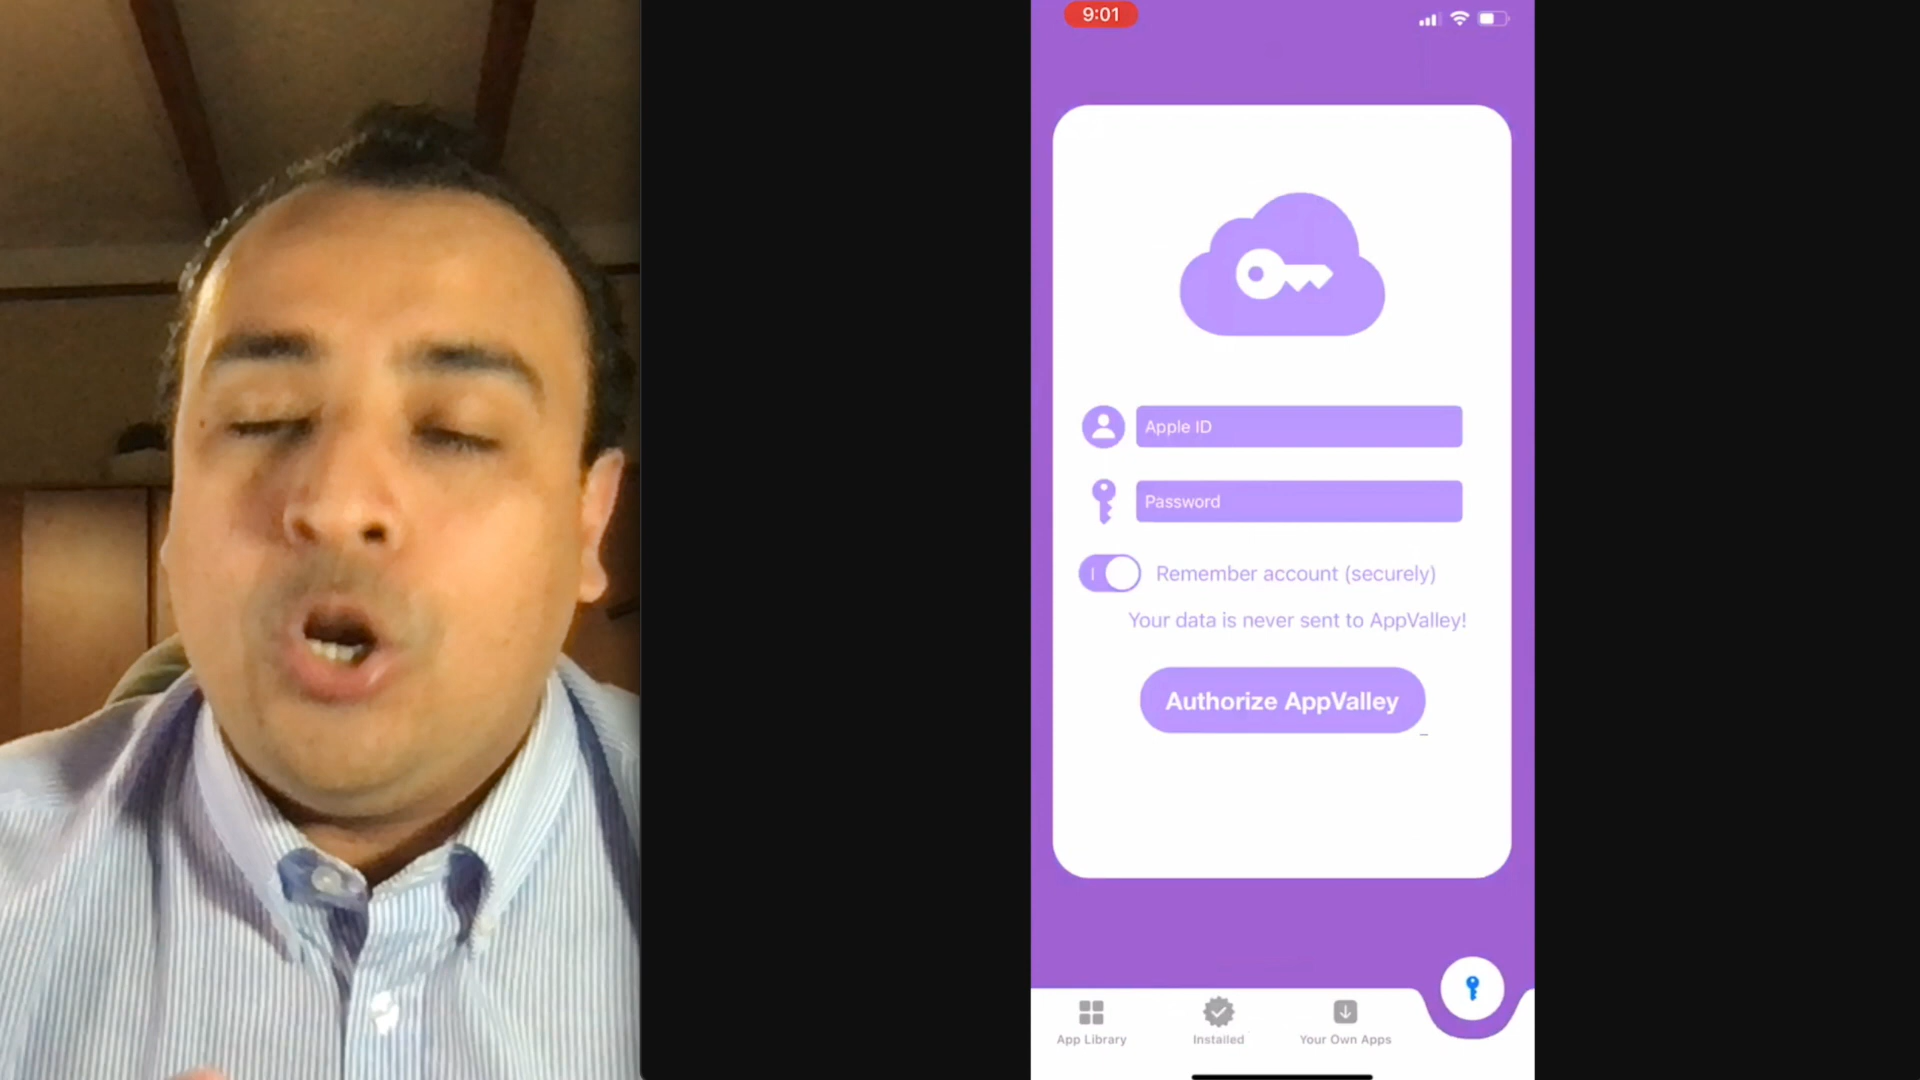 9:01
Apple ID
Password
Remember account (securely)
Your data is never sent to AppValley!
Authorize AppValley
App Library
Installed
Your Own Apps